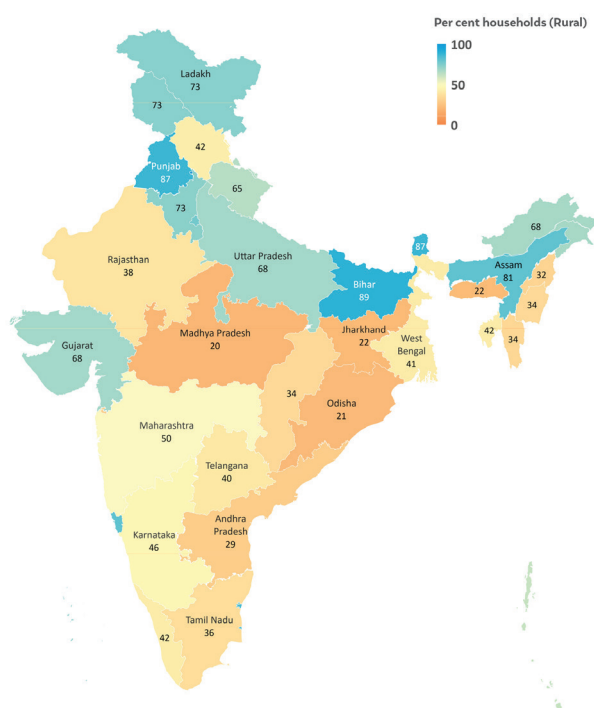 Per cent households (Rural)
100
50
0
Ladakh
73
73
42
Punjab
87
65
73
Rajasthan
38
Uttar Pradesh
68
87
68
Assam
81
32
22
34
42
34
Bihar
89
Gujarat
68
Madhya Pradesh
20
Jharkhand
22
West
Bengal
41
34
Odisha
21
Maharashtra
50
Telangana
40
Andhra
Pradesh
29
Karnataka
46
Tamil Nadu
36
42